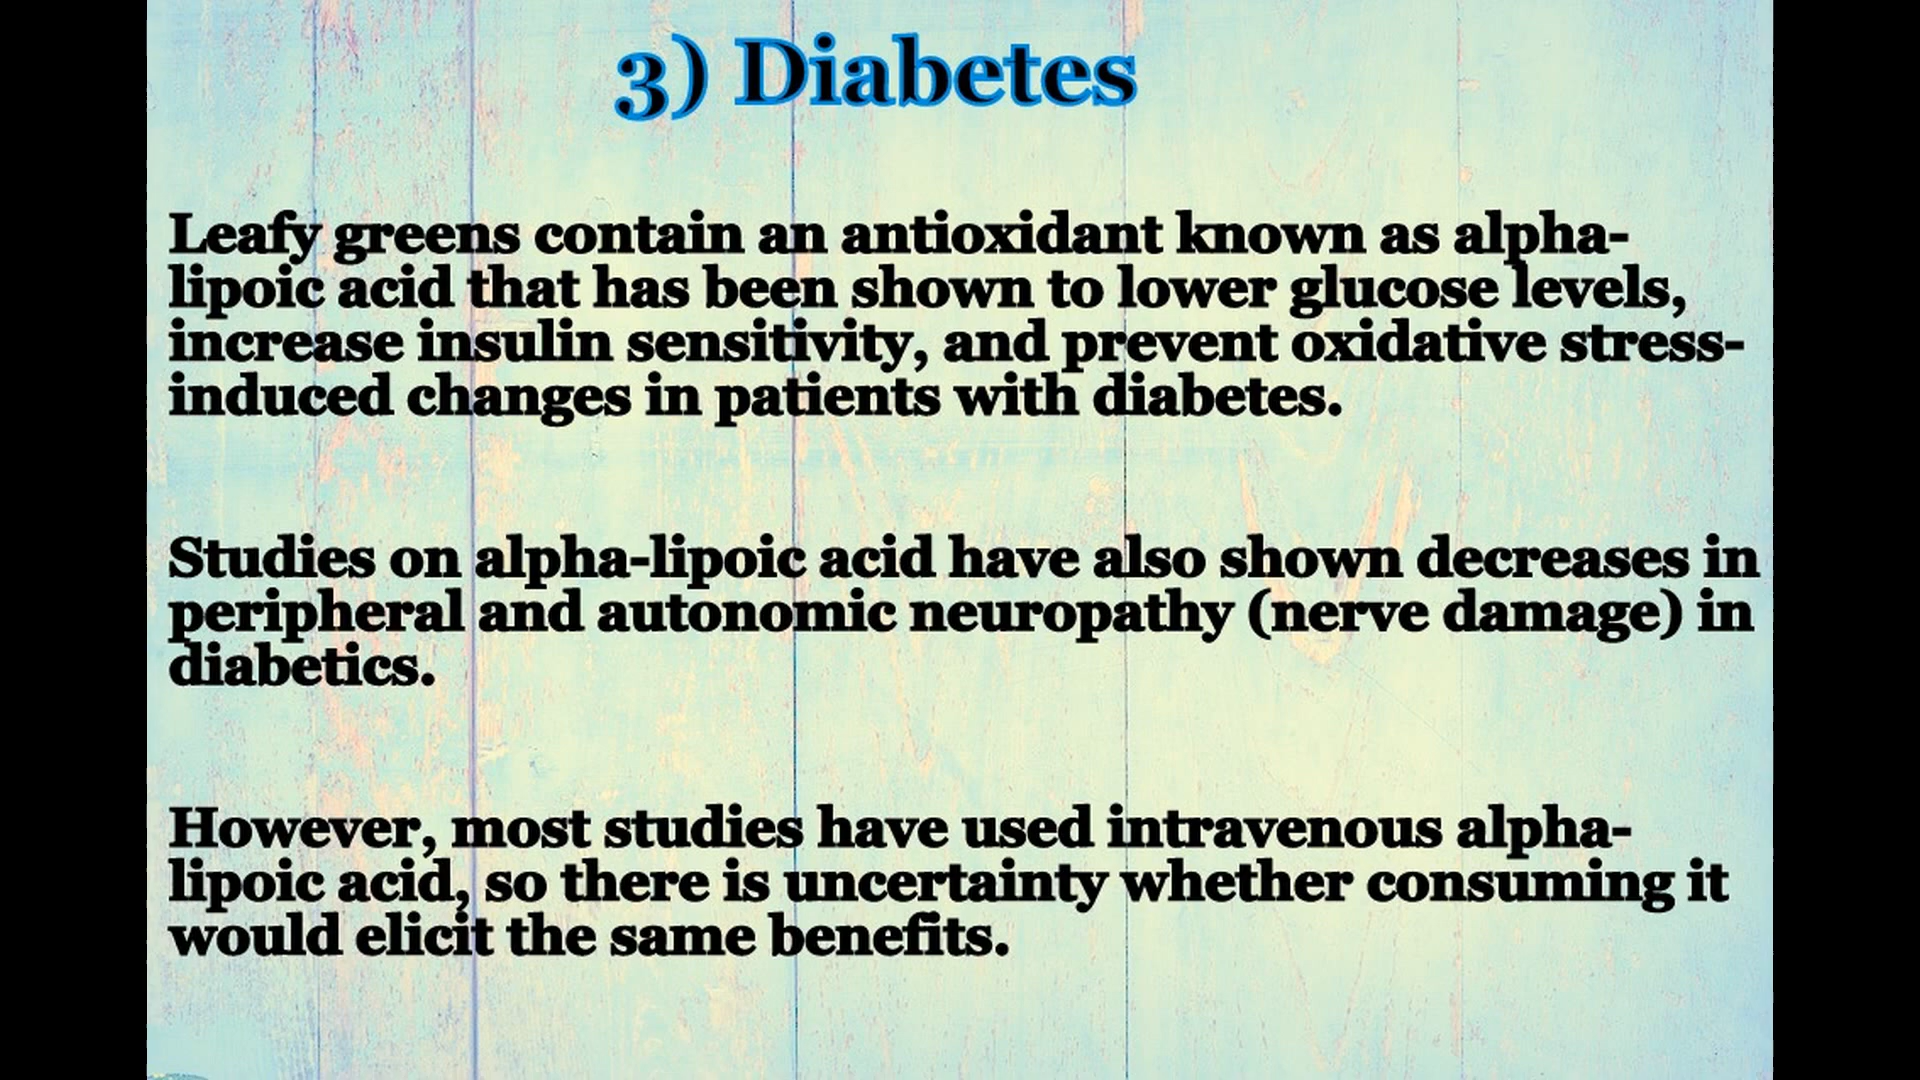 3) Diabetes
Leafy greens contain an antioxidant known as alpha-
lipoic acid that has been shown to lower glucose levels,
increase insulin sensitivity, and prevent oxidative stress-
induced changes in patients with diabetes.
Studies on alpha-lipoic acid have also shown decreases in
peripheral and autonomic neuropathy (nerve damage) in
diabetics.
However, most studies have used intravenous alpha-
lipoic acid, so there is uncertainty whether consuming it
would elicit the same benefits.